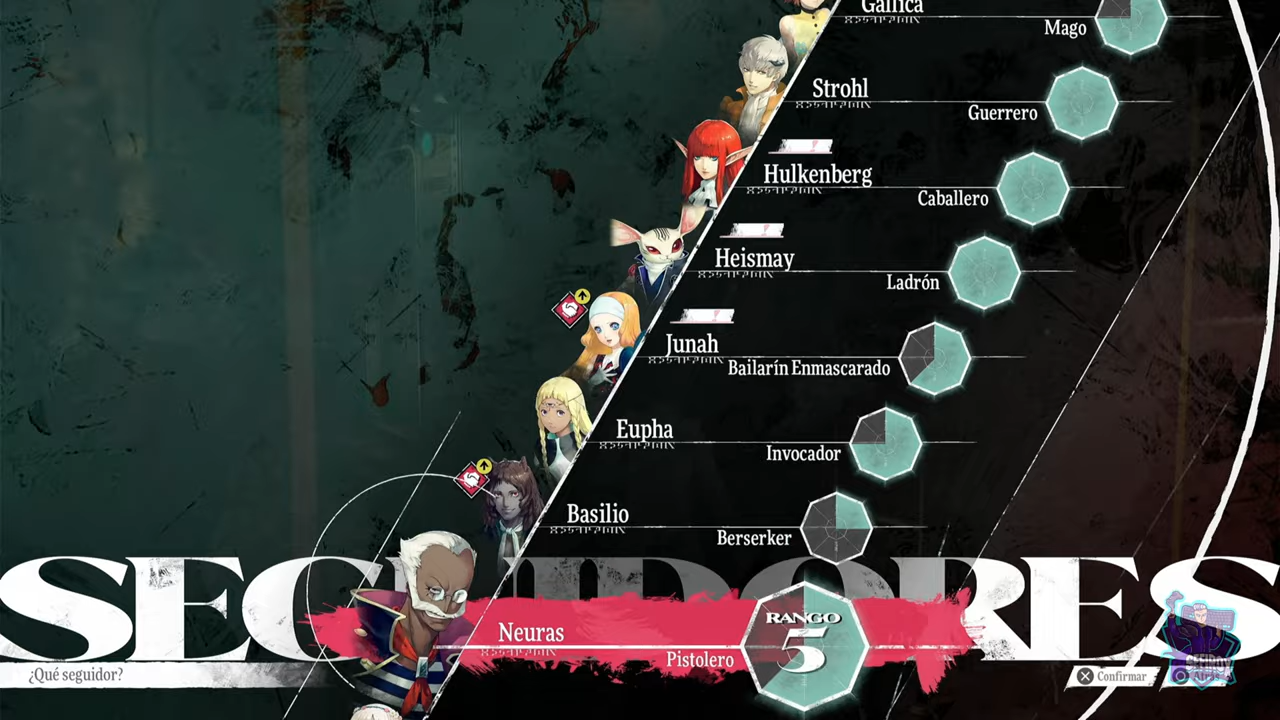 Gallica
Mago
Strohl
Guerrero
Hulkenberg
Caballero
Heismay
Ladrón
Junah
Bailarín Enmascarado
Eupha
Invocador
Basilio
Berserker
SEGUIDORES
RANGO
5
Neuras
Pistolero
¿Qué seguidor?
Confirmar
Atrás